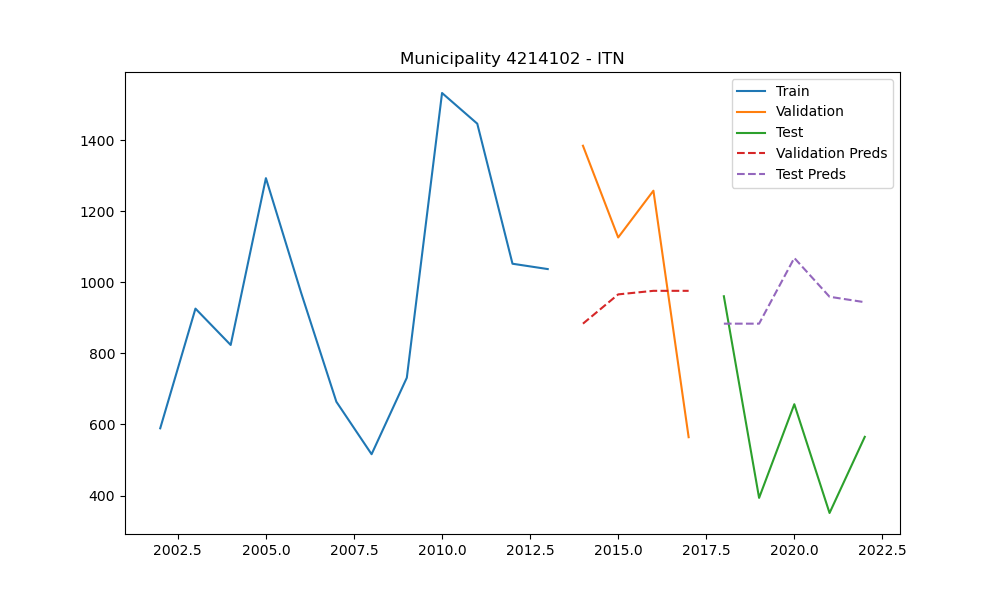 Municipality 4214102 - ITN
Train
Validation
Test
Validation Preds
Test Preds
1400
1200
1000
800
600
400
2002.5 2005.0 2007.5 2010.0 2012.5 2015.0 2017.5 2020.0 2022.5